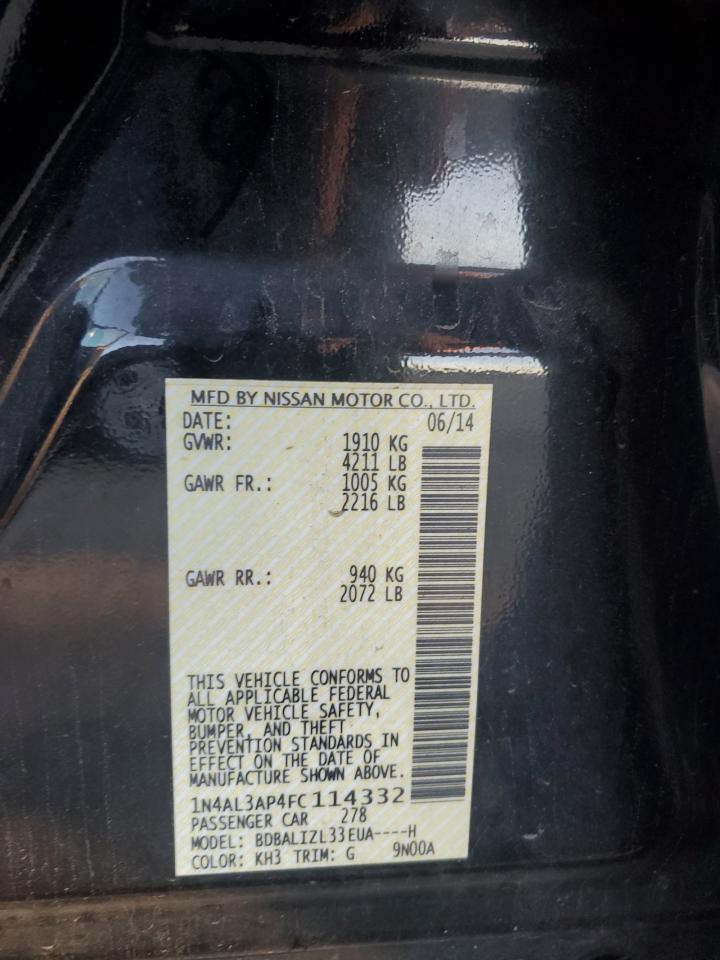 MFD BY NISSAN MOTOR CO., LTD.
DATE: 06/14
GVWR: 1910 KG
4211 LB
GAWR FR.: 1005 KG
2216 LB
GAWR RR.: 940 KG
2072 LB
THIS VEHICLE CONFORMS TO
ALL APPLICABLE FEDERAL
MOTOR VEHICLE SAFETY,
BUMPER, AND THEFT
PREVENTION STANDARDS IN
EFFECT ON THE DATE OF
MANUFACTURE SHOWN ABOVE.
1N4AL3AP4FC114332
PASSENGER CAR 278
MODEL: BDBALIZL33EUA----H
COLOR: KH3 TRIM: G 9N00A